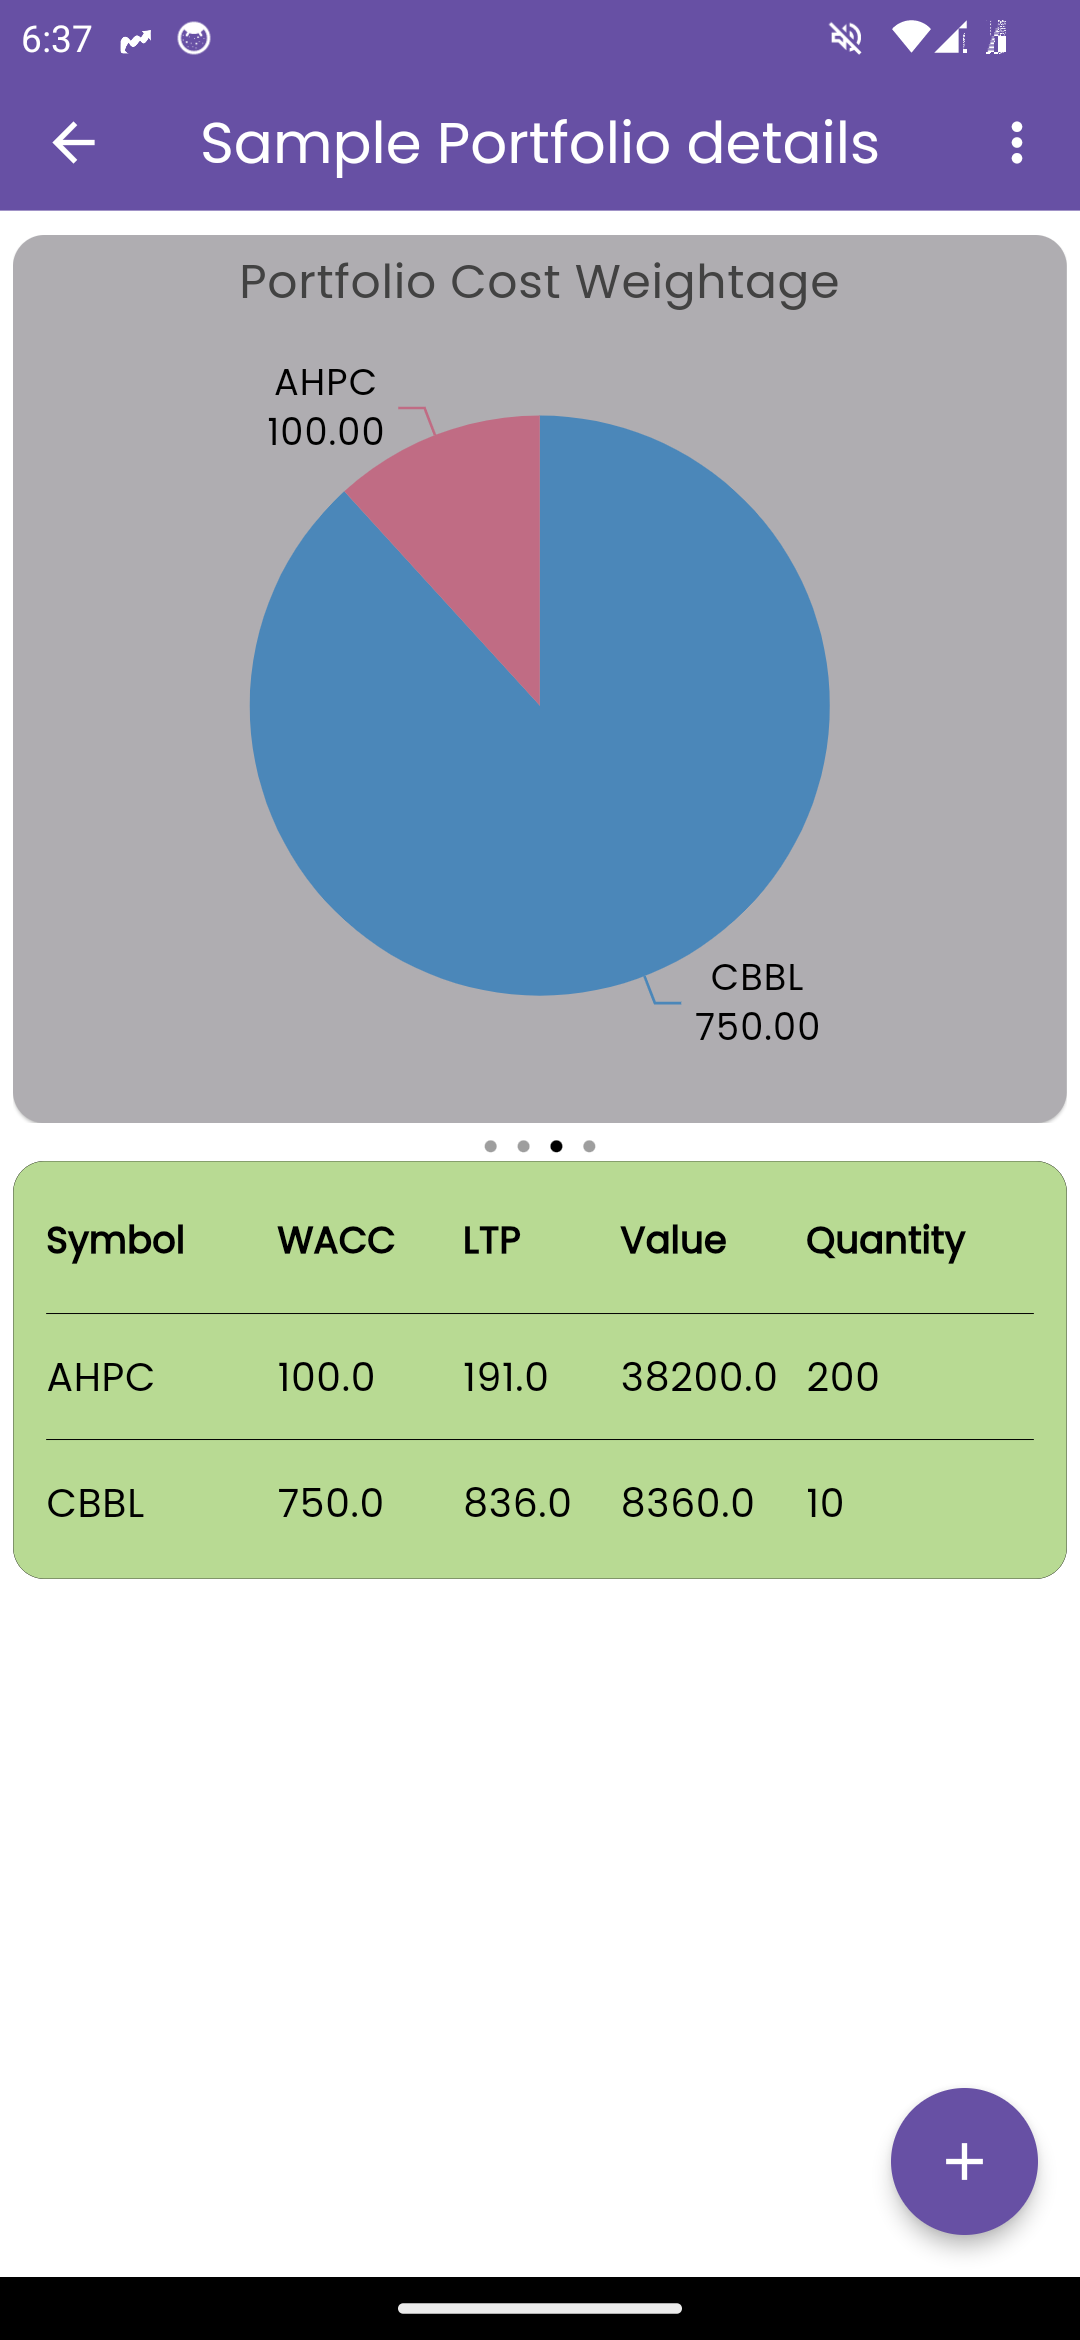 6:37
Sample Portfolio details
Portfolio Cost Weightage
AHPC
100.00
CBBL
750.00
Symbol WACC LTP Value Quantity
AHPC 100.0 191.0 38200.0 200
CBBL 750.0 836.0 8360.0 10